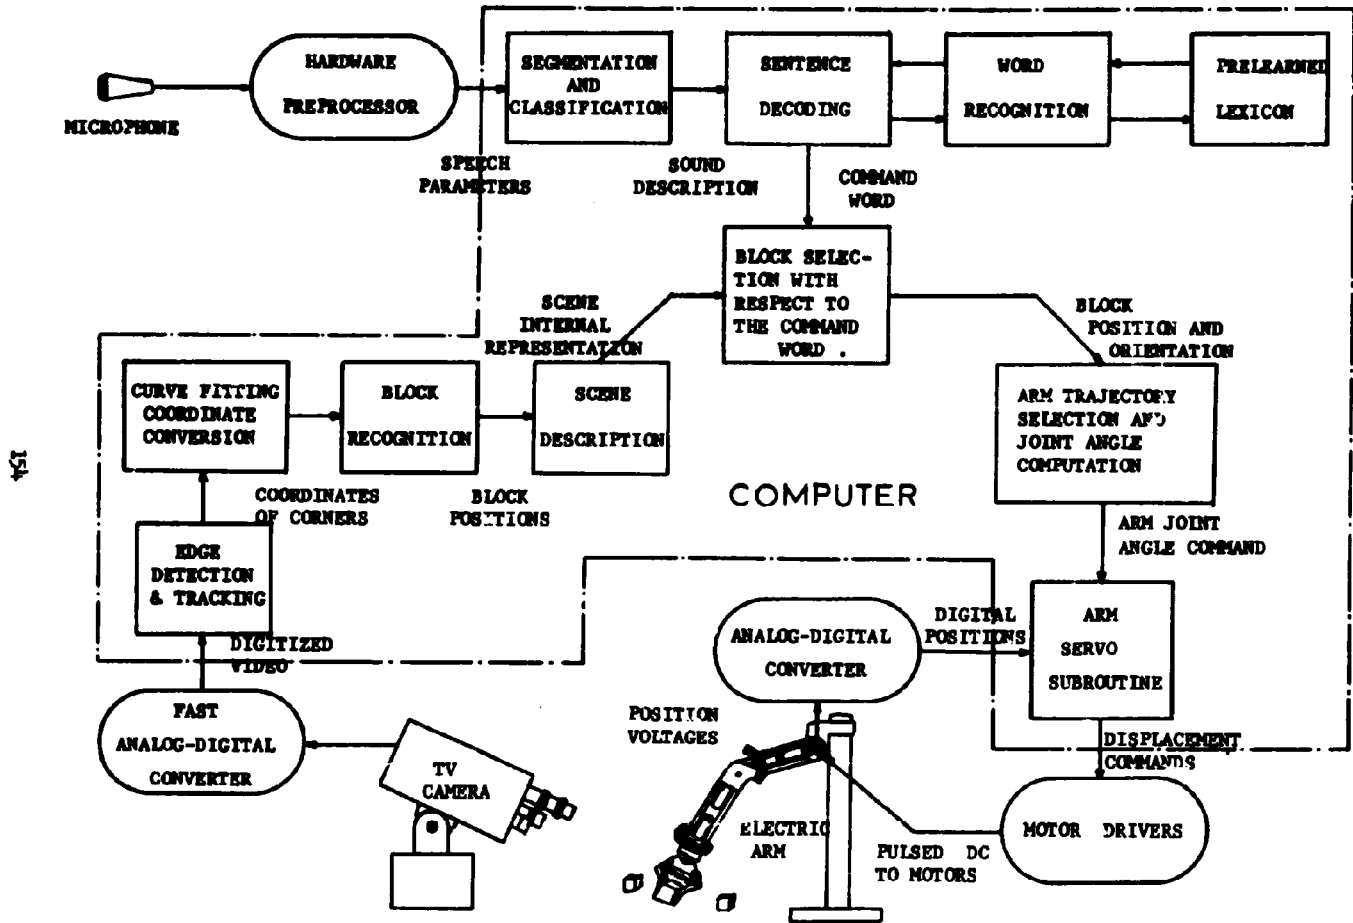 HARDWARE
PREPROCESSOR
MICROPHONE
SEGMENTATION
AND
CLASSIFICATION
SENTENCE
DECODING
WORD
RECOGNITION
PRELEARNED
LEXICON
SPEECH
PARAMETERS
SOUND
DESCRIPTION
COMMAND
WORD
BLOCK SELEC-
TION WITH
RESPECT TO
THE COMMAND
WORD .
SCENE
INTERNAL
REPRESENTATION
BLOCK
POSITION AND
ORIENTATION
CURVE FITTING
COORDINATE
CONVERSION
BLOCK
RECOGNITION
SCENE
DESCRIPTION
ARM TRAJECTORY
SELECTION AND
JOINT ANGLE
COMPUTATION
154
COORDINATES
OF CORNERS
BLOCK
POSITIONS
COMPUTER
ARM JOINT
ANGLE COMMAND
EDGE
DETECTION
& TRACKING
DIGITIZED
VIDEO
ANALOG-DIGITAL
CONVERTER
DIGITAL
POSITIONS
ARM
SERVO
SUBROUTINE
FAST
ANALOG-DIGITAL
CONVERTER
POSITION
VOLTAGES
DISPLACEMENT
COMMANDS
TV
CAMERA
ELECTRIC
ARM
PULSED DC
TO MOTORS
MOTOR DRIVERS